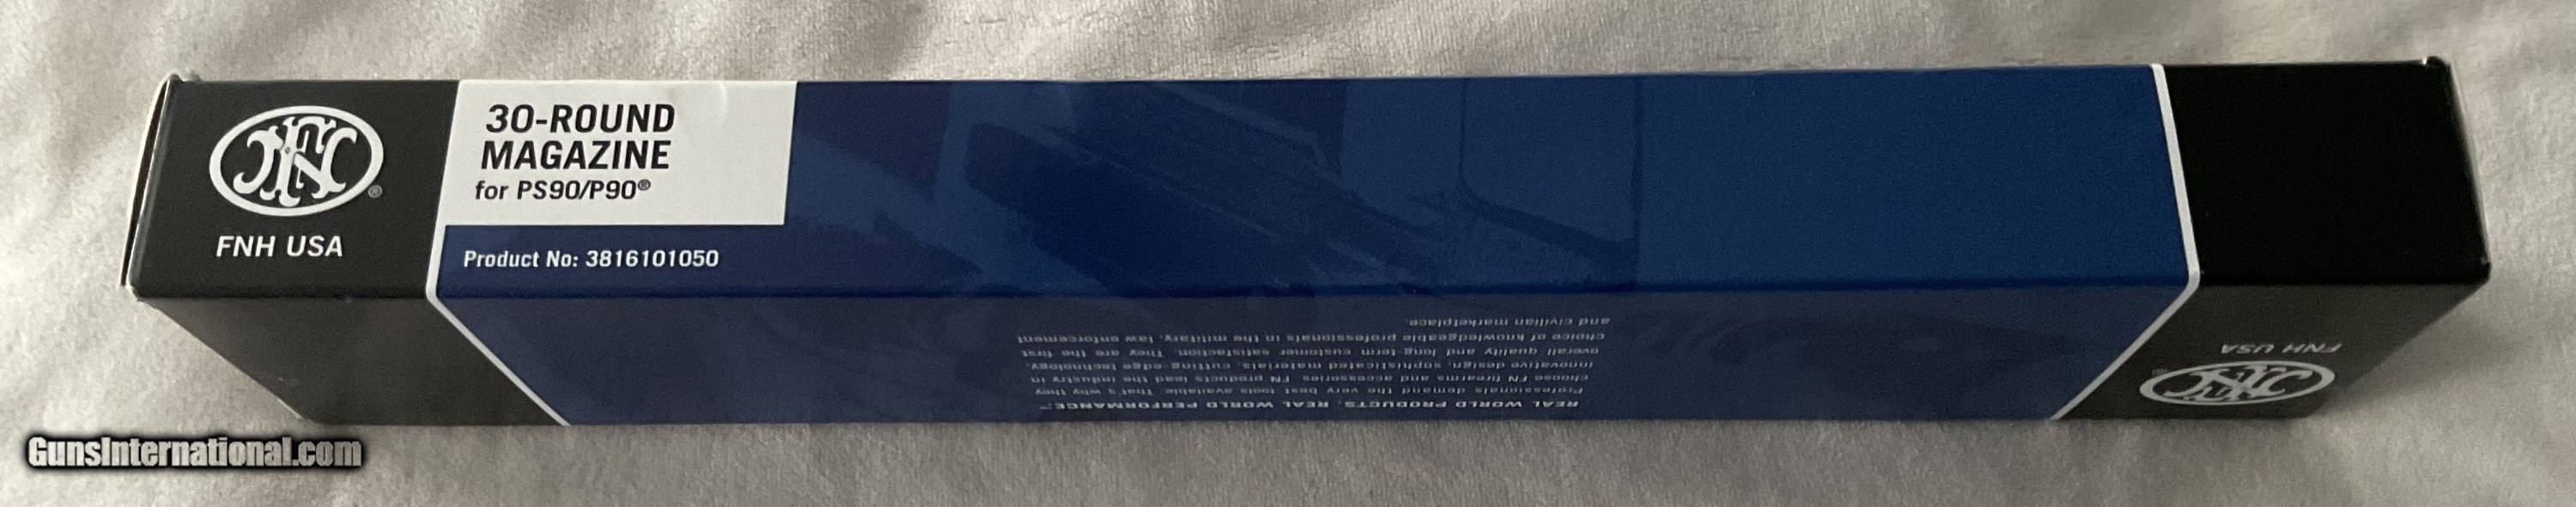 FN
®
FNH USA
30-ROUND
MAGAZINE
for PS90/P90®
Product No: 3816101050
REAL WORLD PRODUCTS. REAL WORLD PERFORMANCE.™
Professionals demand the very best tools available. That's why they
choose FN firearms and accessories. FN products lead the industry in
innovative design, sophisticated materials, cutting-edge technology,
overall quality and long-term customer satisfaction. They are the first
choice of knowledgeable professionals in the military, law enforcement
and civilian marketplace.
FN
®
FNH USA
GunsInternational.com